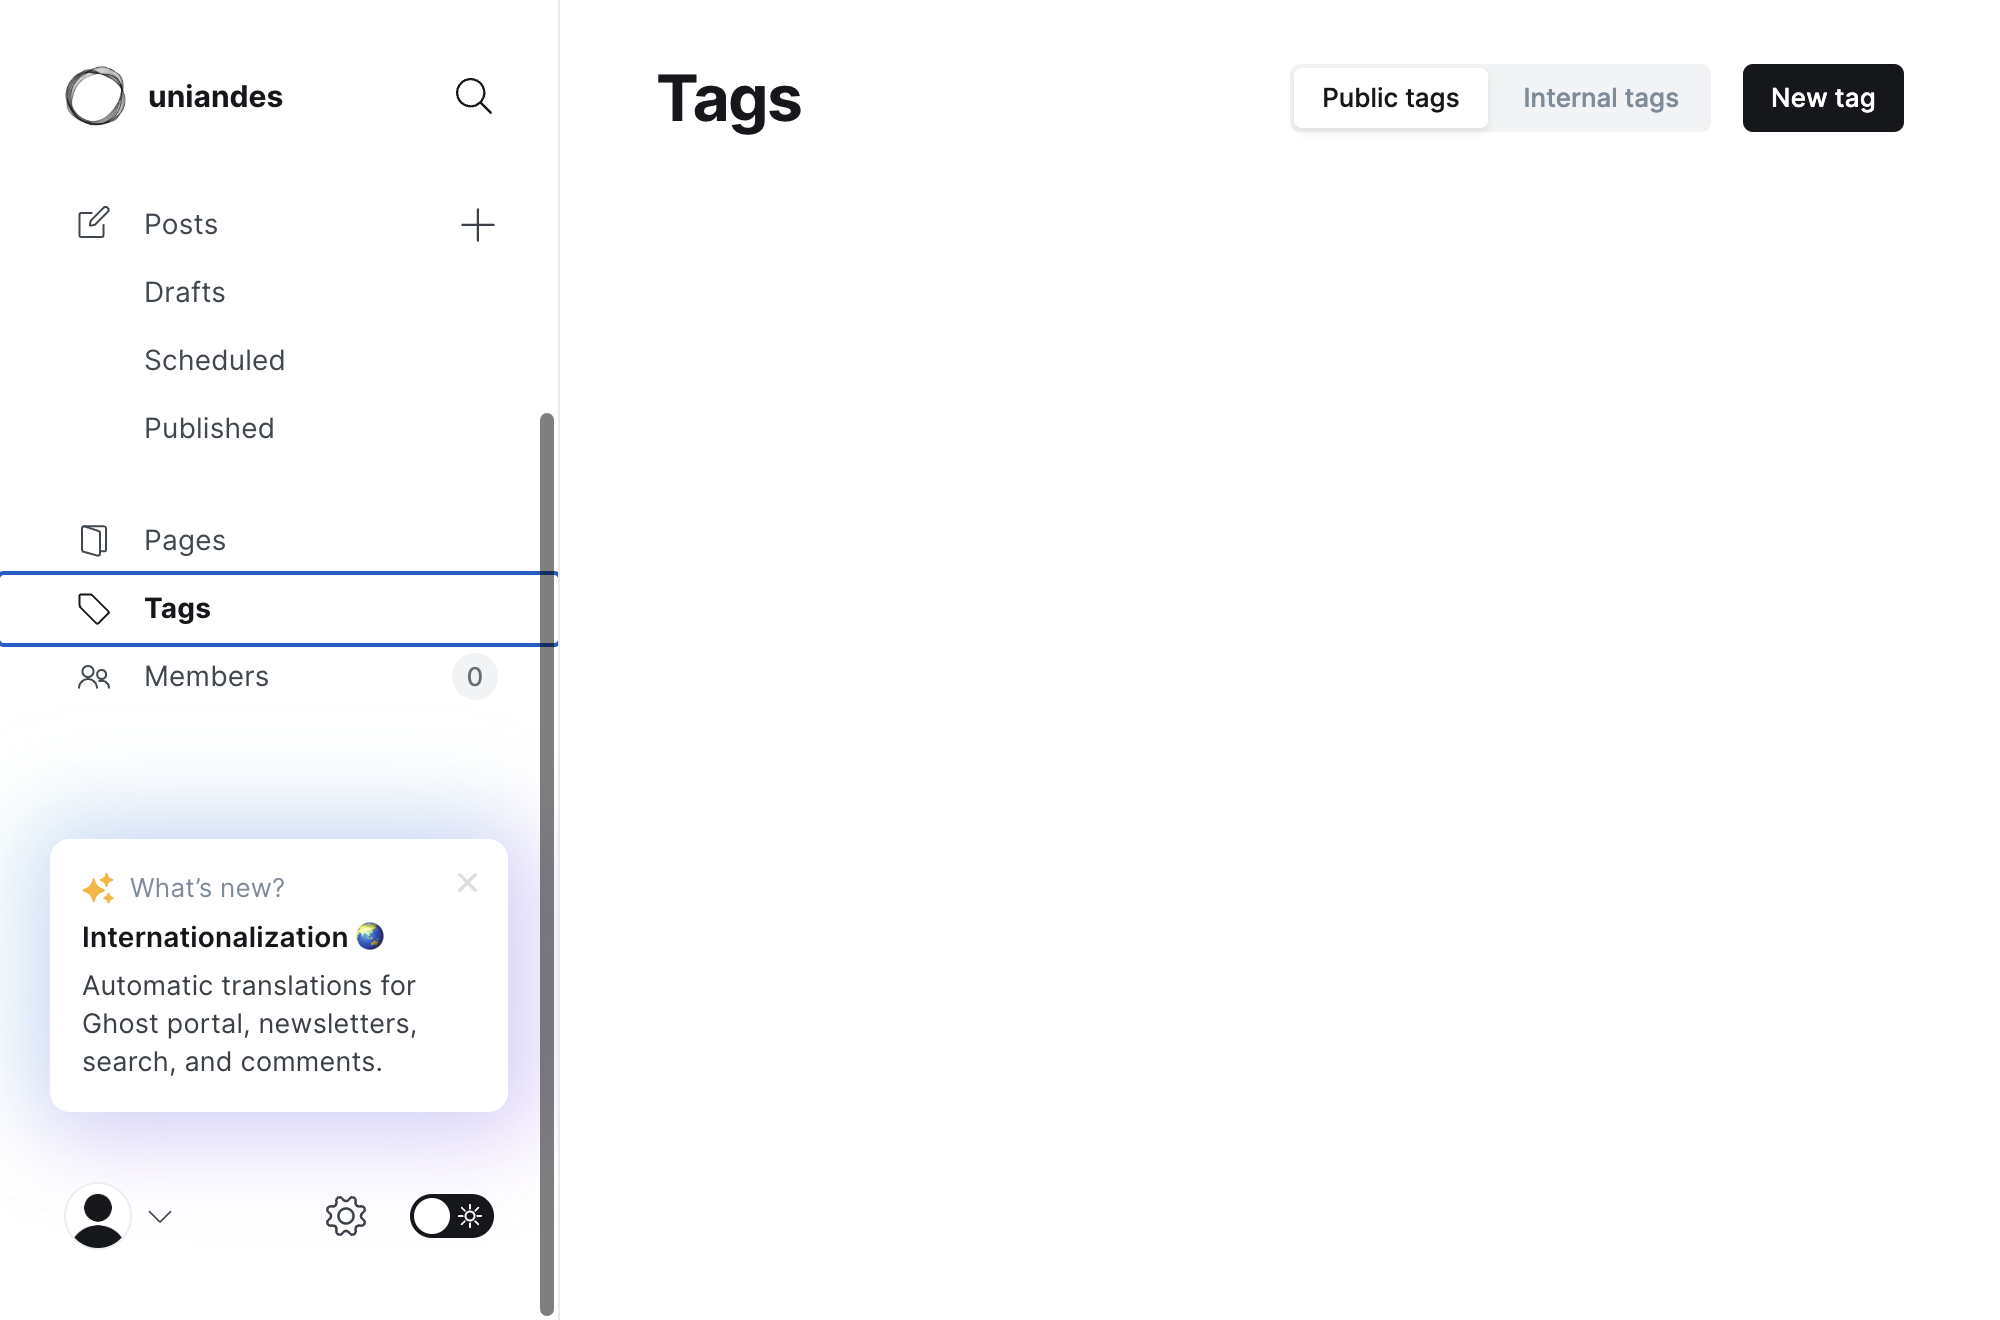 uniandes
Posts
Drafts
Scheduled
Published
Pages
Tags
Members
0
What’s new?
Internationalization 🌏
Automatic translations for
Ghost portal, newsletters,
search, and comments.
Tags
Public tags
Internal tags
New tag